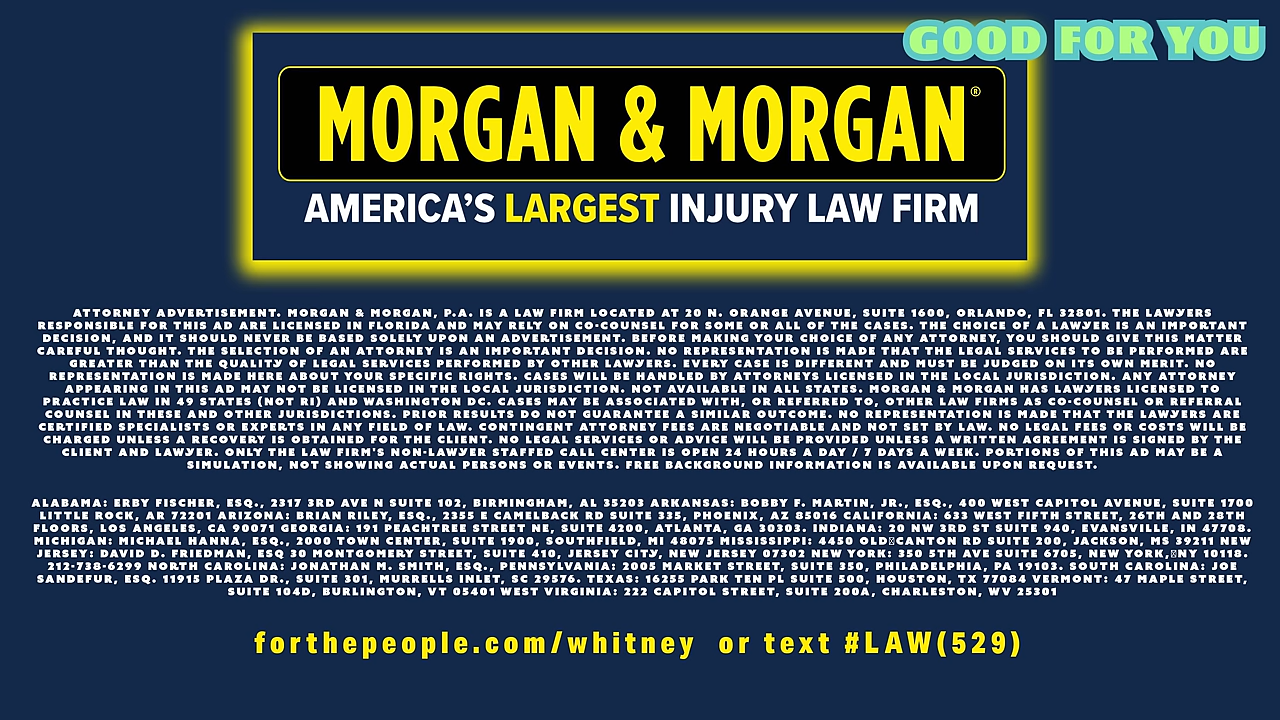 GOOD FOR YOU
MORGAN & MORGAN®
AMERICA'S LARGEST INJURY LAW FIRM
ATTORNEY ADVERTISEMENT. MORGAN & MORGAN, P.A. IS A LAW FIRM LOCATED AT 20 N. ORANGE AVENUE, SUITE 1600, ORLANDO, FL 32801. THE LAWYERS
RESPONSIBLE FOR THIS AD ARE LICENSED IN FLORIDA AND MAY RELY ON CO-COUNSEL FOR SOME OR ALL OF THE CASES. THE CHOICE OF A LAWYER IS AN IMPORTANT
DECISION, AND IT SHOULD NEVER BE BASED SOLELY UPON AN ADVERTISEMENT. BEFORE MAKING YOUR CHOICE OF ANY ATTORNEY, YOU SHOULD GIVE THIS MATTER
CAREFUL THOUGHT. THE SELECTION OF AN ATTORNEY IS AN IMPORTANT DECISION. NO REPRESENTATION IS MADE THAT THE LEGAL SERVICES TO BE PERFORMED ARE
GREATER THAN THE QUALITY OF LEGAL SERVICES PERFORMED BY OTHER LAWYERS. EVERY CASE IS DIFFERENT AND MUST BE JUDGED ON ITS OWN MERIT. NO
REPRESENTATION IS MADE HERE ABOUT YOUR SPECIFIC RIGHTS. CASES WILL BE HANDLED BY ATTORNEYS LICENSED IN THE LOCAL JURISDICTION. ANY ATTORNEY
APPEARING IN THIS AD MAY NOT BE LICENSED IN THE LOCAL JURISDICTION. NOT AVAILABLE IN ALL STATES. MORGAN & MORGAN HAS LAWYERS LICENSED TO
PRACTICE LAW IN 49 STATES (NOT RI) AND WASHINGTON DC. CASES MAY BE ASSOCIATED WITH, OR REFERRED TO, OTHER LAW FIRMS AS CO-COUNSEL OR REFERRAL
COUNSEL IN THESE AND OTHER JURISDICTIONS. PRIOR RESULTS DO NOT GUARANTEE A SIMILAR OUTCOME. NO REPRESENTATION IS MADE THAT THE LAWYERS ARE
CERTIFIED SPECIALISTS OR EXPERTS IN ANY FIELD OF LAW. CONTINGENT ATTORNEY FEES ARE NEGOTIABLE AND NOT SET BY LAW. NO LEGAL FEES OR COSTS WILL BE
CHARGED UNLESS A RECOVERY IS OBTAINED FOR THE CLIENT. NO LEGAL SERVICES OR ADVICE WILL BE PROVIDED UNLESS A WRITTEN AGREEMENT IS SIGNED BY THE
CLIENT AND LAWYER. ONLY THE LAW FIRM'S NON-LAWYER STAFFED CALL CENTER IS OPEN 24 HOURS A DAY / 7 DAYS A WEEK. PORTIONS OF THIS AD MAY BE A
SIMULATION, NOT SHOWING ACTUAL PERSONS OR EVENTS. FREE BACKGROUND INFORMATION IS AVAILABLE UPON REQUEST.
ALABAMA: ERBY FISCHER, ESQ., 2317 3RD AVE N SUITE 102, BIRMINGHAM, AL 35203 ARKANSAS: BOBBY F. MARTIN, JR., ESQ., 400 WEST CAPITOL AVENUE, SUITE 1700
LITTLE ROCK, AR 72201 ARIZONA: BRIAN RILEY, ESQ., 2355 E CAMELBACK RD SUITE 335, PHOENIX, AZ 85016 CALIFORNIA: 633 WEST FIFTH STREET, 26TH AND 28TH
FLOORS, LOS ANGELES, CA 90071 GEORGIA: 191 PEACHTREE STREET NE, SUITE 4200, ATLANTA, GA 30303. INDIANA: 20 NW 3RD ST SUITE 940, EVANSVILLE, IN 47708.
MICHIGAN: MICHAEL HANNA, ESQ., 2000 TOWN CENTER, SUITE 1900, SOUTHFIELD, MI 48075 MISSISSIPPI: 4450 OLD CANTON RD SUITE 200, JACKSON, MS 39211 NEW
JERSEY: DAVID D. FRIEDMAN, ESQ 30 MONTGOMERY STREET, SUITE 410, JERSEY CITY, NEW JERSEY 07302 NEW YORK: 350 5TH AVE SUITE 6705, NEW YORK, NY 10118.
212-738-6299 NORTH CAROLINA: JONATHAN M. SMITH, ESQ., PENNSYLVANIA: 2005 MARKET STREET, SUITE 350, PHILADELPHIA, PA 19103. SOUTH CAROLINA: JOE
SANDEFUR, ESQ. 11915 PLAZA DR., SUITE 301, MURRELLS INLET, SC 29576. TEXAS: 16255 PARK TEN PL SUITE 500, HOUSTON, TX 77084 VERMONT: 47 MAPLE STREET,
SUITE 104D, BURLINGTON, VT 05401 WEST VIRGINIA: 222 CAPITOL STREET, SUITE 200A, CHARLESTON, WV 25301
forthepeople.com/whitney or text #LAW(529)